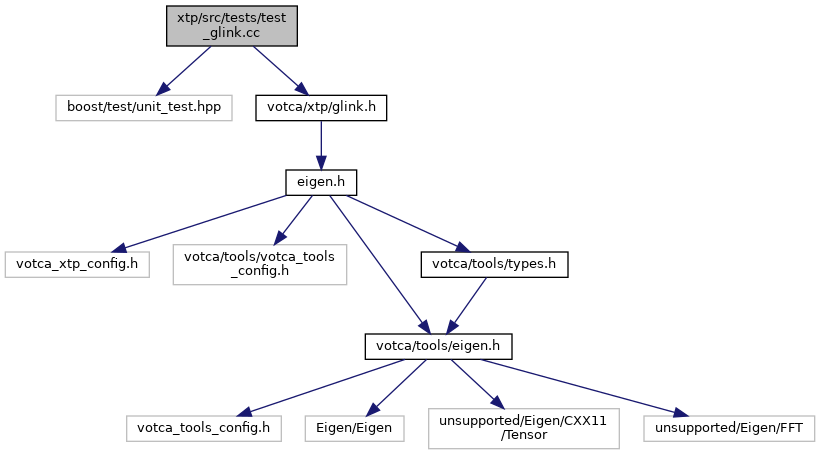 xtp/src/tests/test
_glink.cc
boost/test/unit_test.hpp
votca/xtp/glink.h
eigen.h
votca_xtp_config.h
votca/tools/votca_tools
_config.h
votca/tools/types.h
votca/tools/eigen.h
votca_tools_config.h
Eigen/Eigen
unsupported/Eigen/CXX11
/Tensor
unsupported/Eigen/FFT